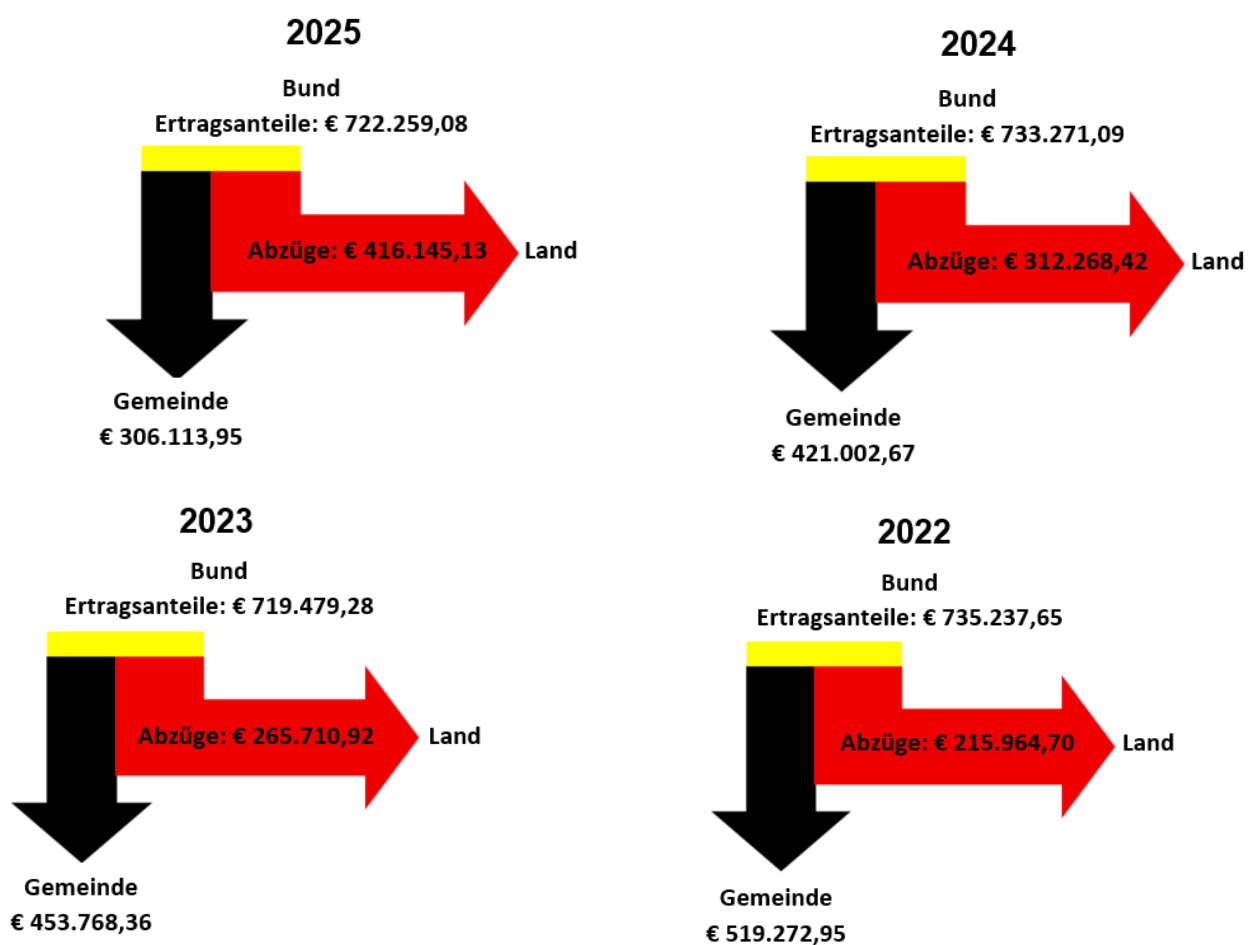 2025
Bund
Ertragsanteile: € 722.259,08
Abzüge: € 416.145,13
Land
Gemeinde
€ 306.113,95
2024
Bund
Ertragsanteile: € 733.271,09
Abzüge: € 312.268,42
Land
Gemeinde
€ 421.002,67
2023
Bund
Ertragsanteile: € 719.479,28
Abzüge: € 265.710,92
Land
Gemeinde
€ 453.768,36
2022
Bund
Ertragsanteile: € 735.237,65
Abzüge: € 215.964,70
Land
Gemeinde
€ 519.272,95